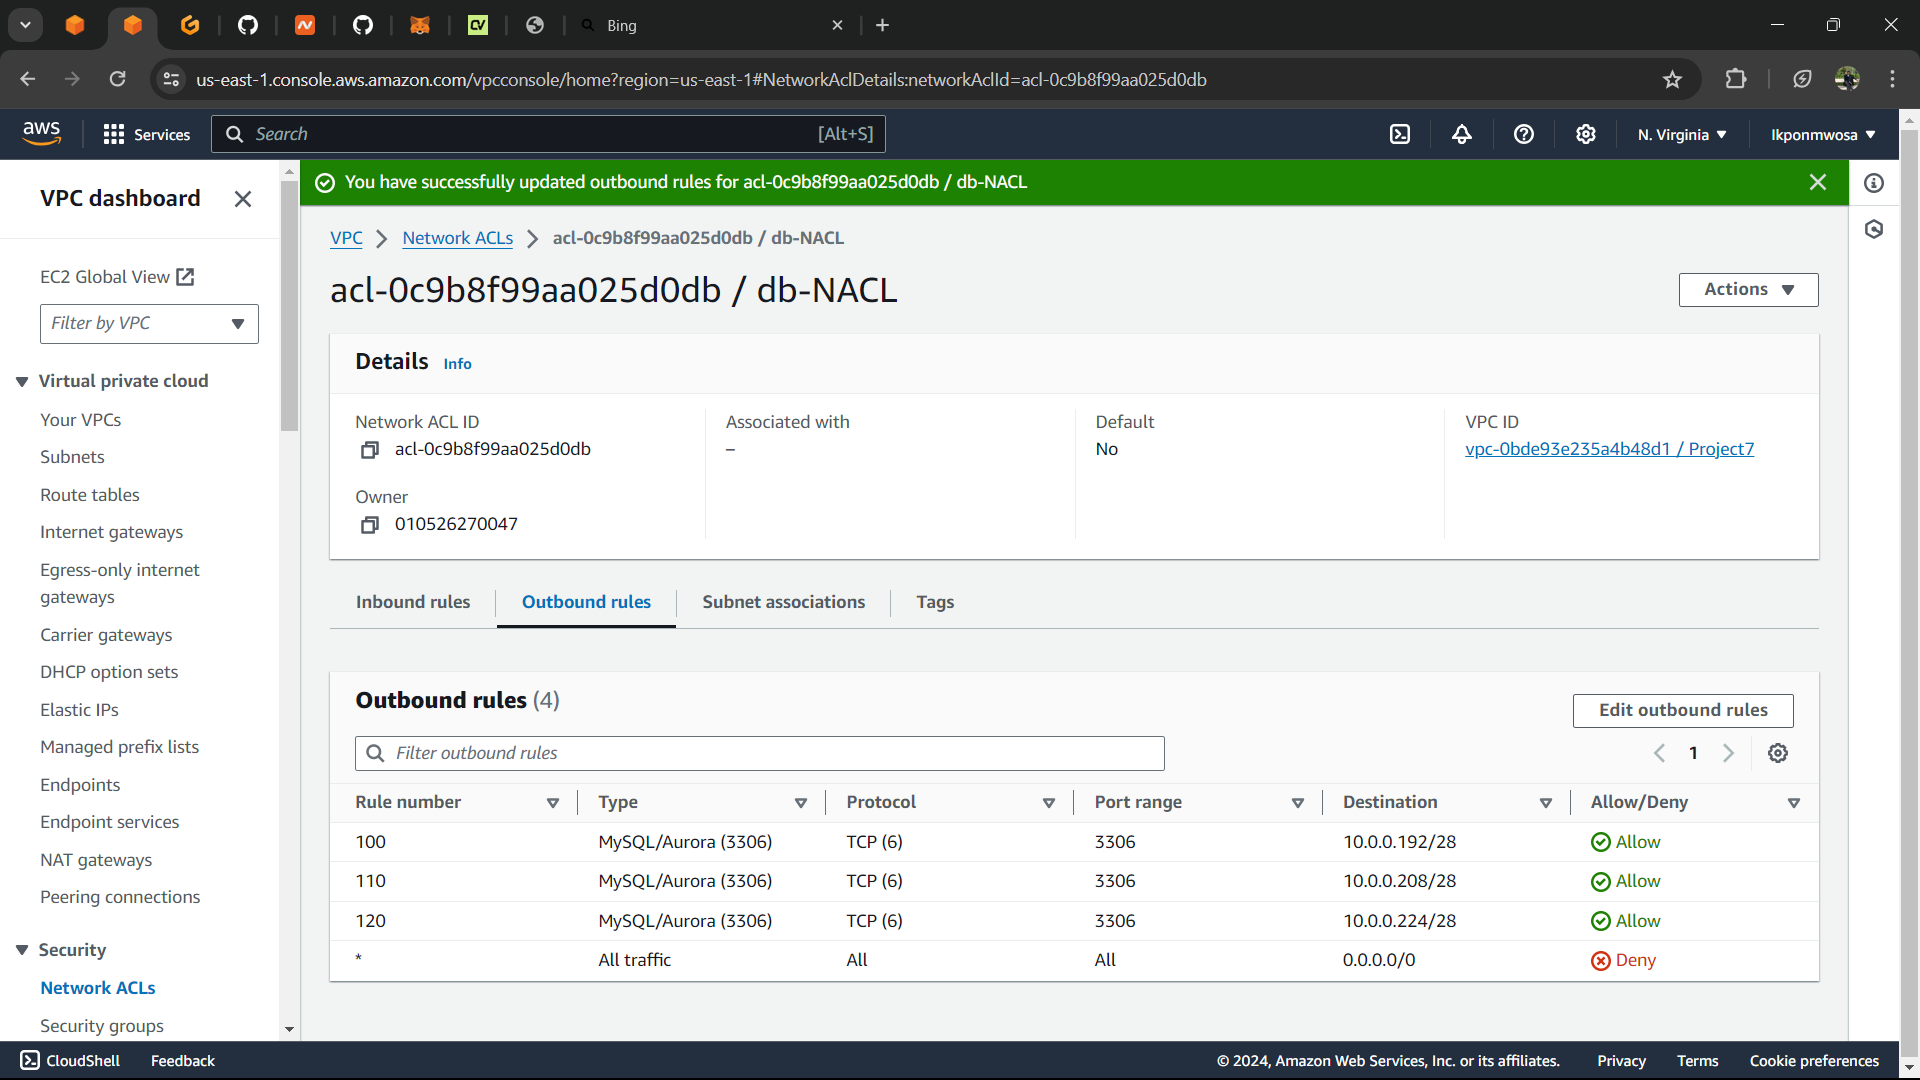 Bing
us-east-1.console.aws.amazon.com/vpcconsole/home?region=us-east-1#NetworkAclDetails:networkAclId=acl-0c9b8f99aa025d0db
aws
Services
Search
[Alt+S]
N. Virginia
Ikponmwosa
VPC dashboard
EC2 Global View
Filter by VPC
Virtual private cloud
Your VPCs
Subnets
Route tables
Internet gateways
Egress-only internet
gateways
Carrier gateways
DHCP option sets
Elastic IPs
Managed prefix lists
Endpoints
Endpoint services
NAT gateways
Peering connections
Security
Network ACLs
Security groups
You have successfully updated outbound rules for acl-0c9b8f99aa025d0db / db-NACL
VPC > Network ACLs > acl-0c9b8f99aa025d0db / db-NACL
acl-0c9b8f99aa025d0db / db-NACL
Actions
Details Info
Network ACL ID
acl-0c9b8f99aa025d0db
Associated with
–
Default
No
VPC ID
vpc-0bde93e235a4b48d1 / Project7
Owner
010526270047
Inbound rules Outbound rules Subnet associations Tags
Outbound rules (4)
Edit outbound rules
Filter outbound rules
1
Rule number Type Protocol Port range Destination Allow/Deny
100 MySQL/Aurora (3306) TCP (6) 3306 10.0.0.192/28 Allow
110 MySQL/Aurora (3306) TCP (6) 3306 10.0.0.208/28 Allow
120 MySQL/Aurora (3306) TCP (6) 3306 10.0.0.224/28 Allow
* All traffic All All 0.0.0.0/0 Deny
CloudShell Feedback © 2024, Amazon Web Services, Inc. or its affiliates. Privacy Terms Cookie preferences